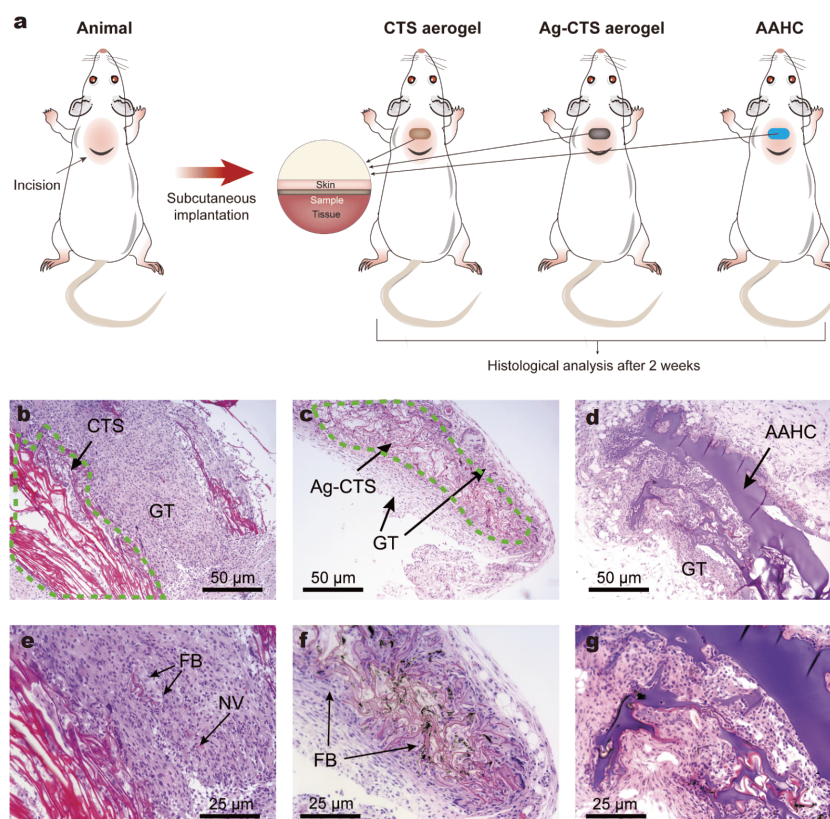 a
Animal
CTS aerogel
Ag-CTS aerogel
AAHC
Incision
Subcutaneous
implantation
Skin
Sample
Tissue
Histological analysis after 2 weeks
b
CTS
GT
50 µm
c
Ag-CTS
GT
50 µm
d
AAHC
GT
50 µm
e
FB
NV
25 µm
f
FB
25 µm
g
25 µm